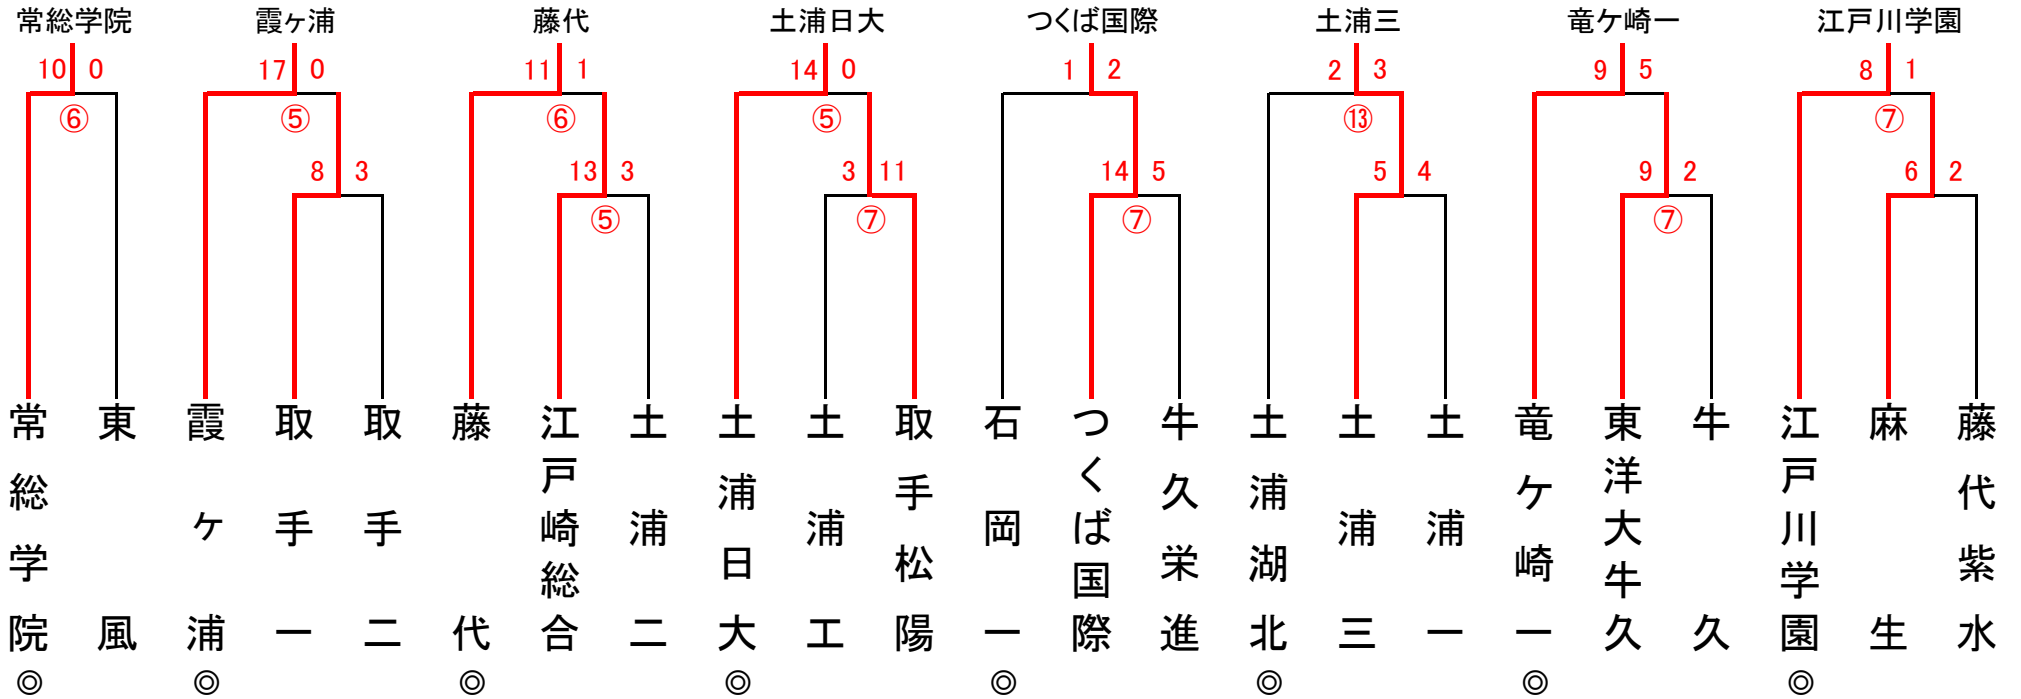 常総学院 霞ヶ浦 藤代 土浦日大 つくば国際 土浦三 竜ケ崎一 江戸川学園
10 0 17 0 11 1 14 0 1 2 2 3 9 5 8 1
⑥ ⑤ ⑥ ⑤ ⑬ ⑦
8 3 13 3 3 11 14 5 5 4 9 2 6 2
⑤ ⑦ ⑦ ⑦
常総学院◎
東風
霞ヶ浦◎
取手一
取手二
藤代◎
江戸崎総合
土浦二
土浦日大◎
土浦工
取手松陽
石岡一◎
つくば国際
牛久栄進
土浦湖北◎
土浦三
土浦一
竜ケ崎一◎
東洋大牛久
牛久
江戸川学園◎
麻生
藤代紫水